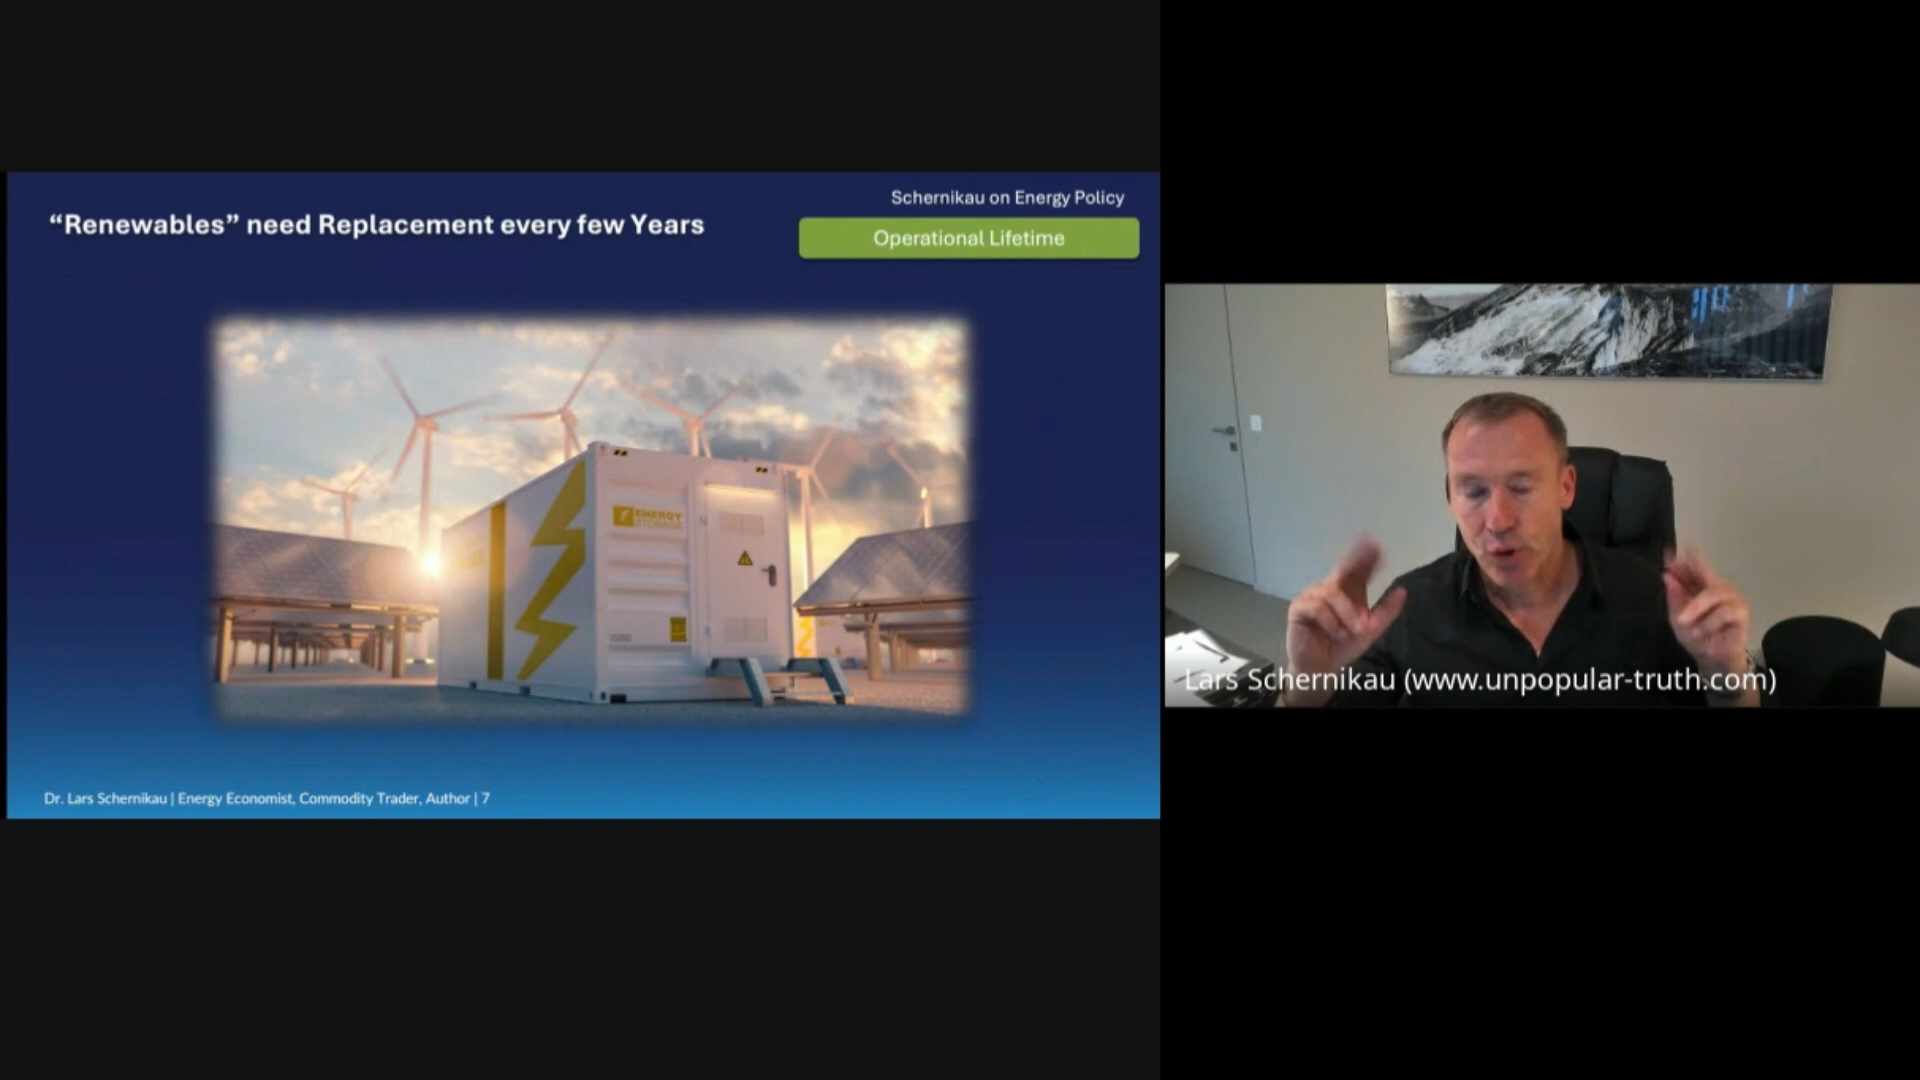 Schernikau on Energy Policy
“Renewables” need Replacement every few Years
Operational Lifetime
ENERGY
STORAGE
Dr. Lars Schernikau | Energy Economist, Commodity Trader, Author | 7
Lars Schernikau (www.unpopular-truth.com)